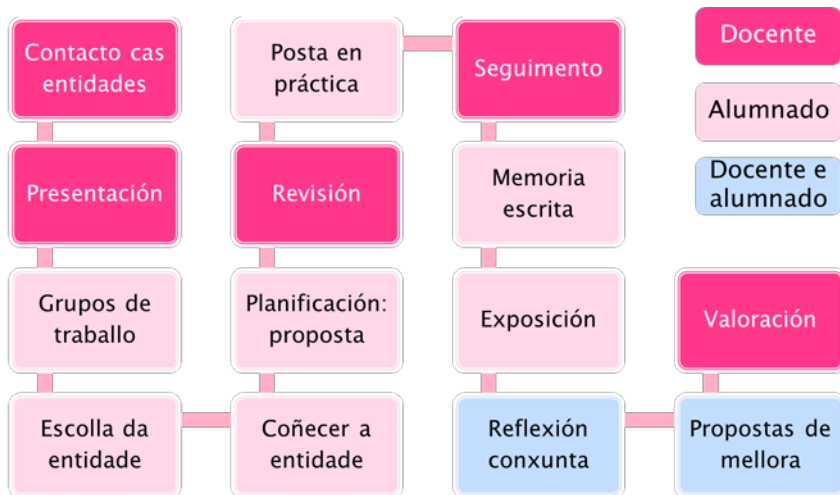 Contacto cas
entidades
Presentación
Grupos de
traballo
Escolla da
entidade
Coñecer a
entidade
Planificación:
proposta
Revisión
Posta en
práctica
Seguimento
Memoria
escrita
Exposición
Reflexión
conxunta
Propostas de
mellora
Valoración
Docente
Alumnado
Docente e
alumnado